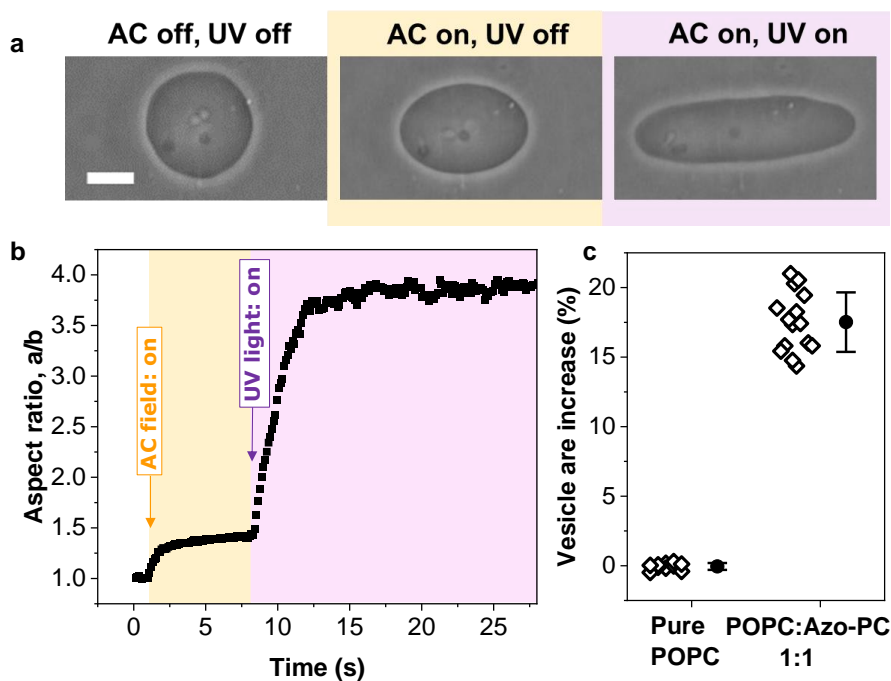 a
AC off, UV off
AC on, UV off
AC on, UV on
b
Aspect ratio, a/b
4.0
3.5
3.0
2.5
2.0
1.5
1.0
AC field: on
UV light: on
0
5
10
15
20
25
Time (s)
c
Vesicle are increase (%)
20
15
10
5
0
Pure
POPC
POPC:Azo-PC
1:1